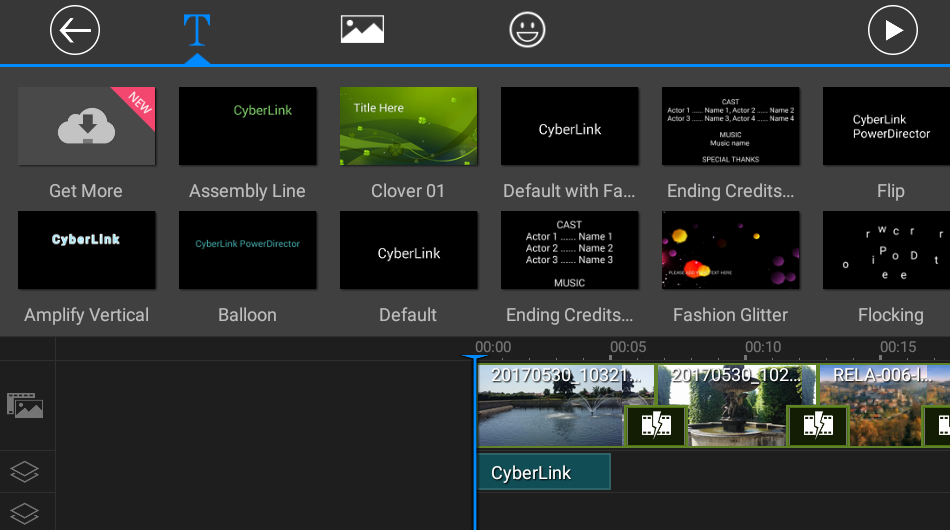 T
NEW
CyberLink
Title Here
CyberLink
CAST
Actor 1 ...... Name 1, Actor 2 ...... Name 2
Actor 3 ...... Name 3, Actor 4 ...... Name 4
MUSIC
Music name
SPECIAL THANKS
CyberLink
PowerDirector
Get More
Assembly Line
Clover 01
Default with Fa...
Ending Credits...
Flip
CyberLink
CyberLink PowerDirector
CyberLink
CAST
Actor 1 ...... Name 1
Actor 2 ...... Name 2
Actor 3 ...... Name 3
MUSIC
r w c r r
o i P o D t
e e e
Amplify Vertical
Balloon
Default
Ending Credits...
Fashion Glitter
Flocking
00:00
00:05
00:10
00:15
20170530_10321...
20170530_102...
RELA-006-l...
CyberLink